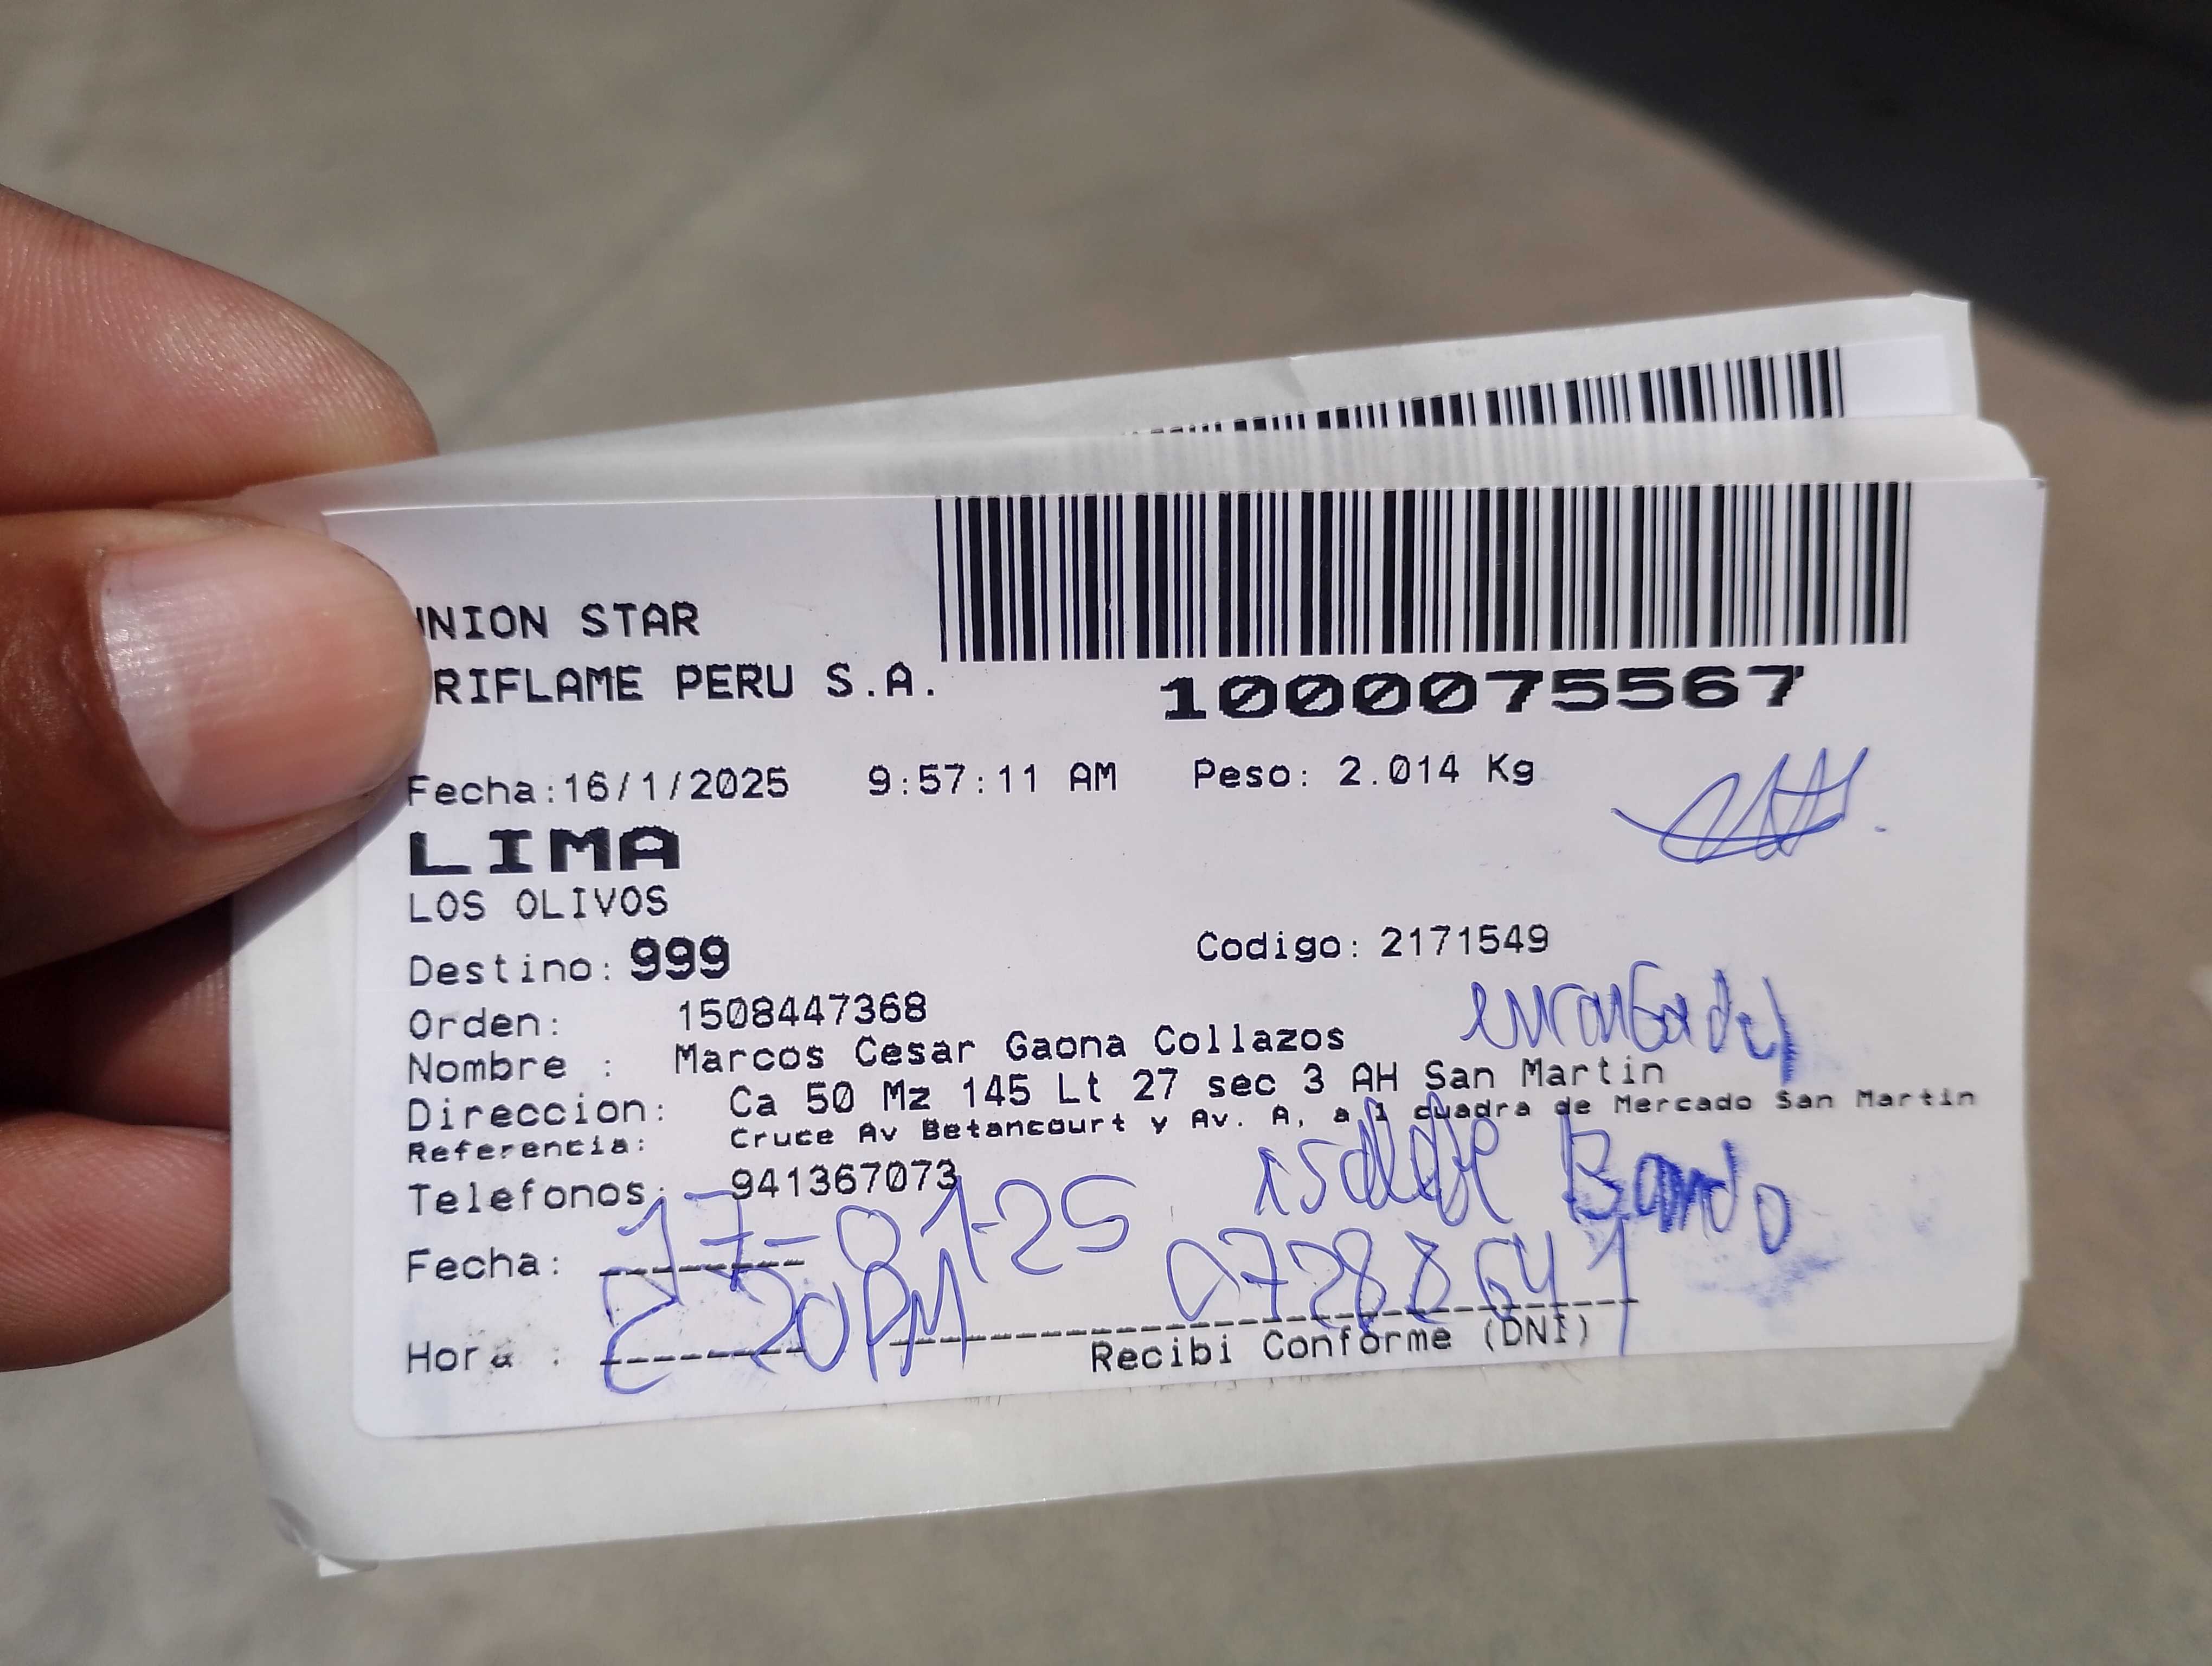 NION STAR
RIFLAME PERU S.A.
1000075567
Fecha:16/1/2025 9:57:11 AM Peso: 2.014 Kg
LIMA
LOS OLIVOS
Destino: 999 Codigo: 2171549
Orden: 1508447368
Nombre : Marcos Cesar Gaona Collazos
Direccion: Ca 50 Mz 145 Lt 27 sec 3 AH San Martin
Referencia: Cruce Av Betancourt y Av. A, a 1 cuadra de Mercado San Martin
Telefonos: 941367073
Fecha: 17-01-25
Hora : 2 20 PM
Recibi Conforme (DNI)